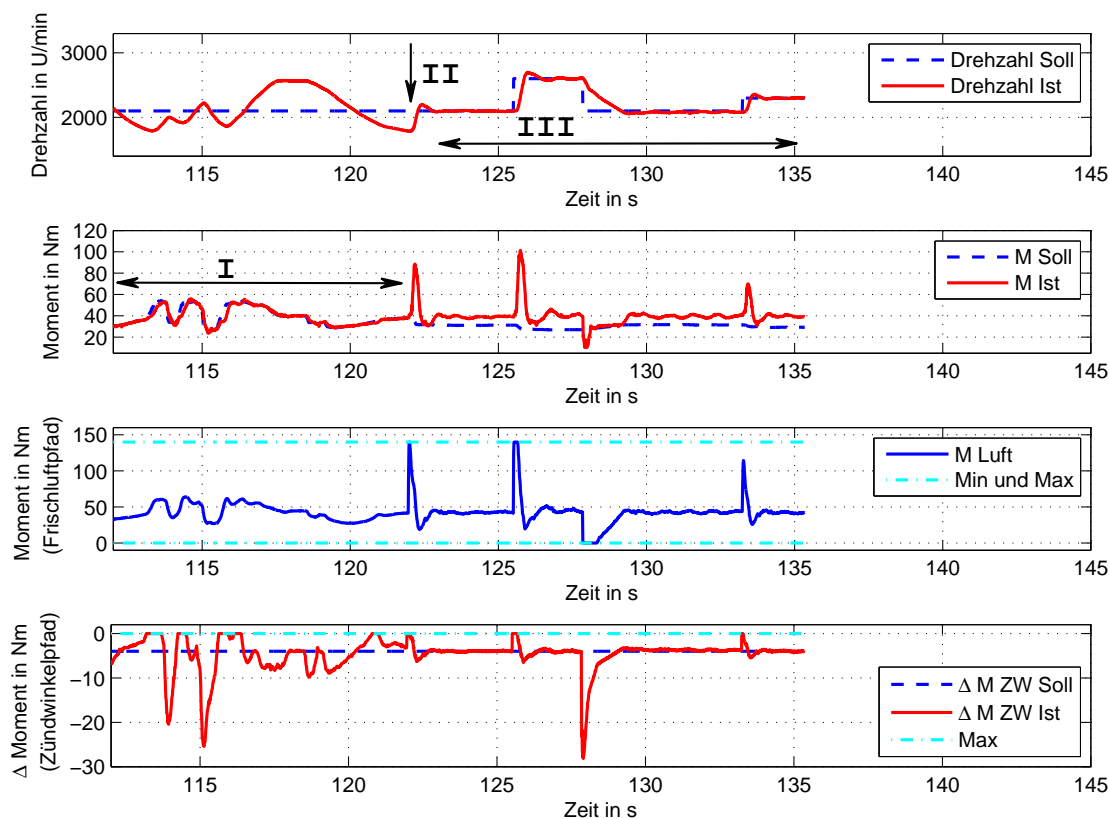 Drehzahl in U/min
3000
2000
II
III
Drehzahl Soll
Drehzahl Ist
115 120 125 130 135 140 145
Zeit in s
Moment in Nm
120
100
80
60
40
20
I
M Soll
M Ist
115 120 125 130 135 140 145
Zeit in s
Moment in Nm
(Frischluftpfad)
150
100
50
0
M Luft
Min und Max
115 120 125 130 135 140 145
Zeit in s
Δ Moment in Nm
(Zündwinkelpfad)
0
−10
−20
−30
Δ M ZW Soll
Δ M ZW Ist
Max
115 120 125 130 135 140 145
Zeit in s